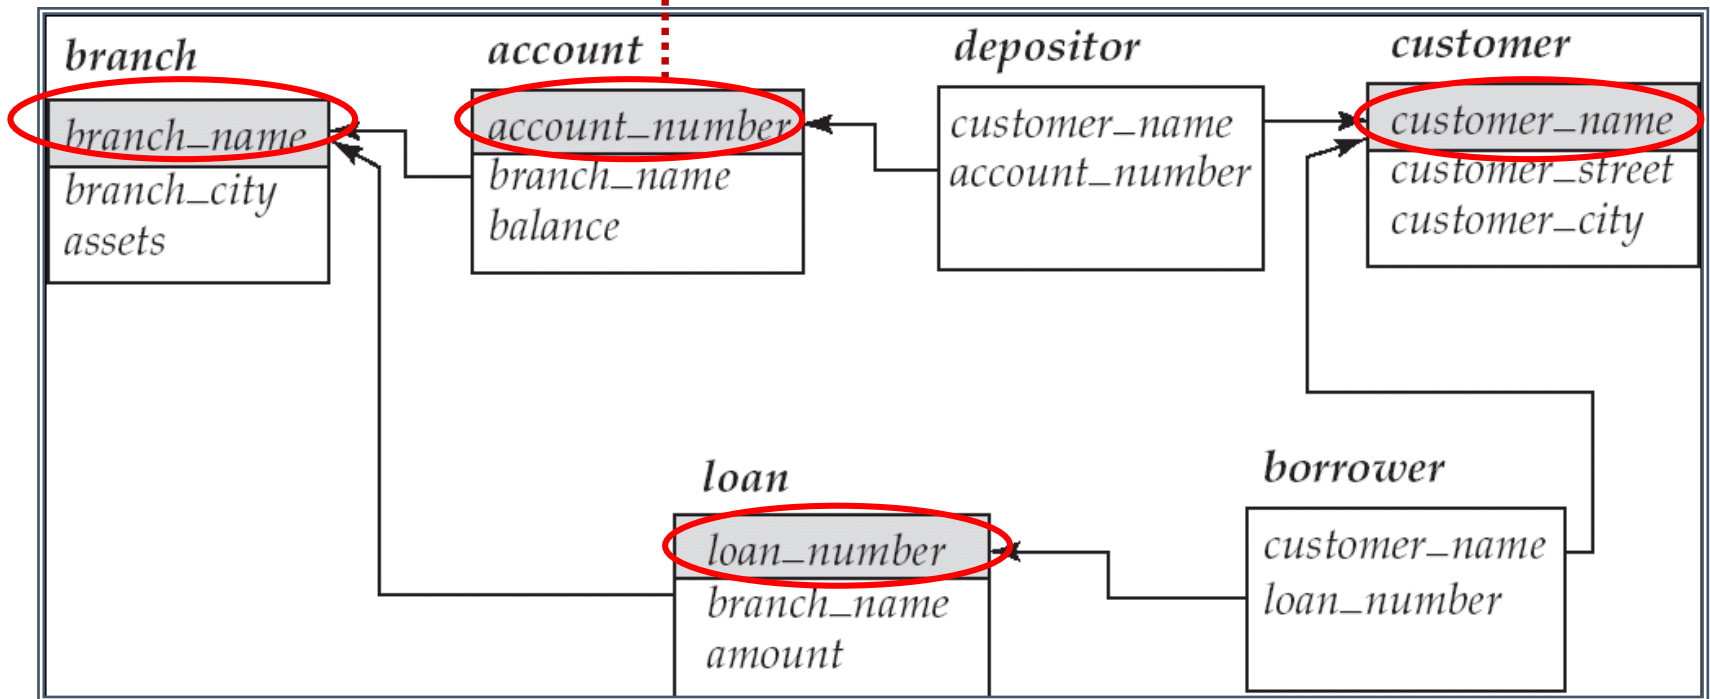 branch
branch_name
branch_city
assets
account
account_number
branch_name
balance
depositor
customer_name
account_number
customer
customer_name
customer_street
customer_city
loan
loan_number
branch_name
amount
borrower
customer_name
loan_number